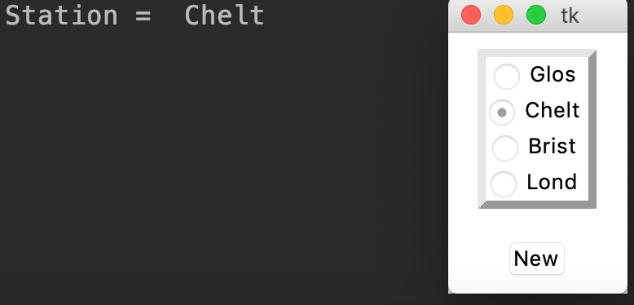 Station =  Chelt
tk
Glos
Chelt
Brist
Lond
New